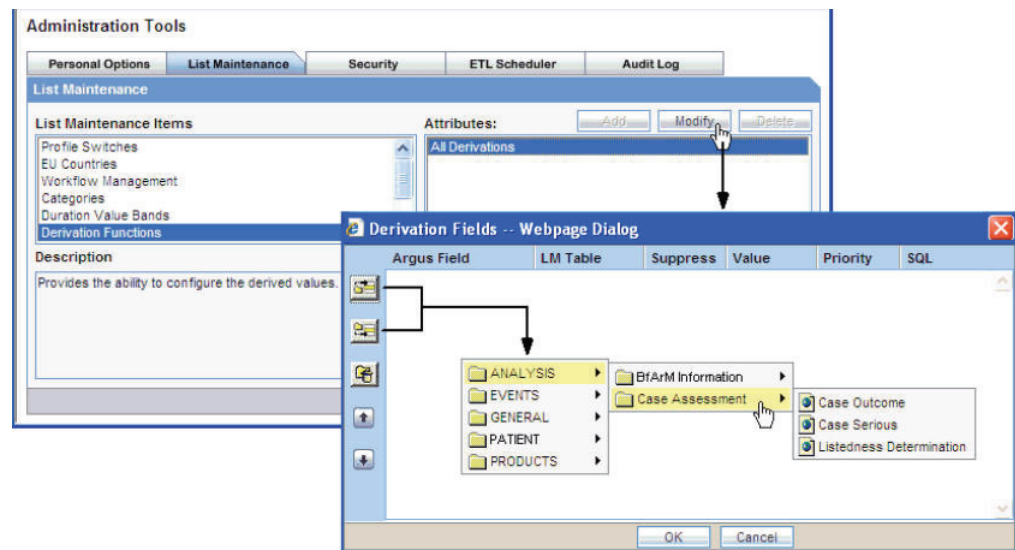 Administration Tools
Personal Options List Maintenance Security ETL Scheduler Audit Log
List Maintenance
List Maintenance Items
Attributes:
Add Modify Delete
Profile Switches
EU Countries
Workflow Management
Categories
Duration Value Bands
Derivation Functions
All Derivations
Description
Provides the ability to configure the derived values.
Derivation Fields -- Webpage Dialog
Argus Field LM Table Suppress Value Priority SQL
ANALYSIS
EVENTS
GENERAL
PATIENT
PRODUCTS
BfArM Information
Case Assessment
Case Outcome
Case Serious
Listedness Determination
OK Cancel